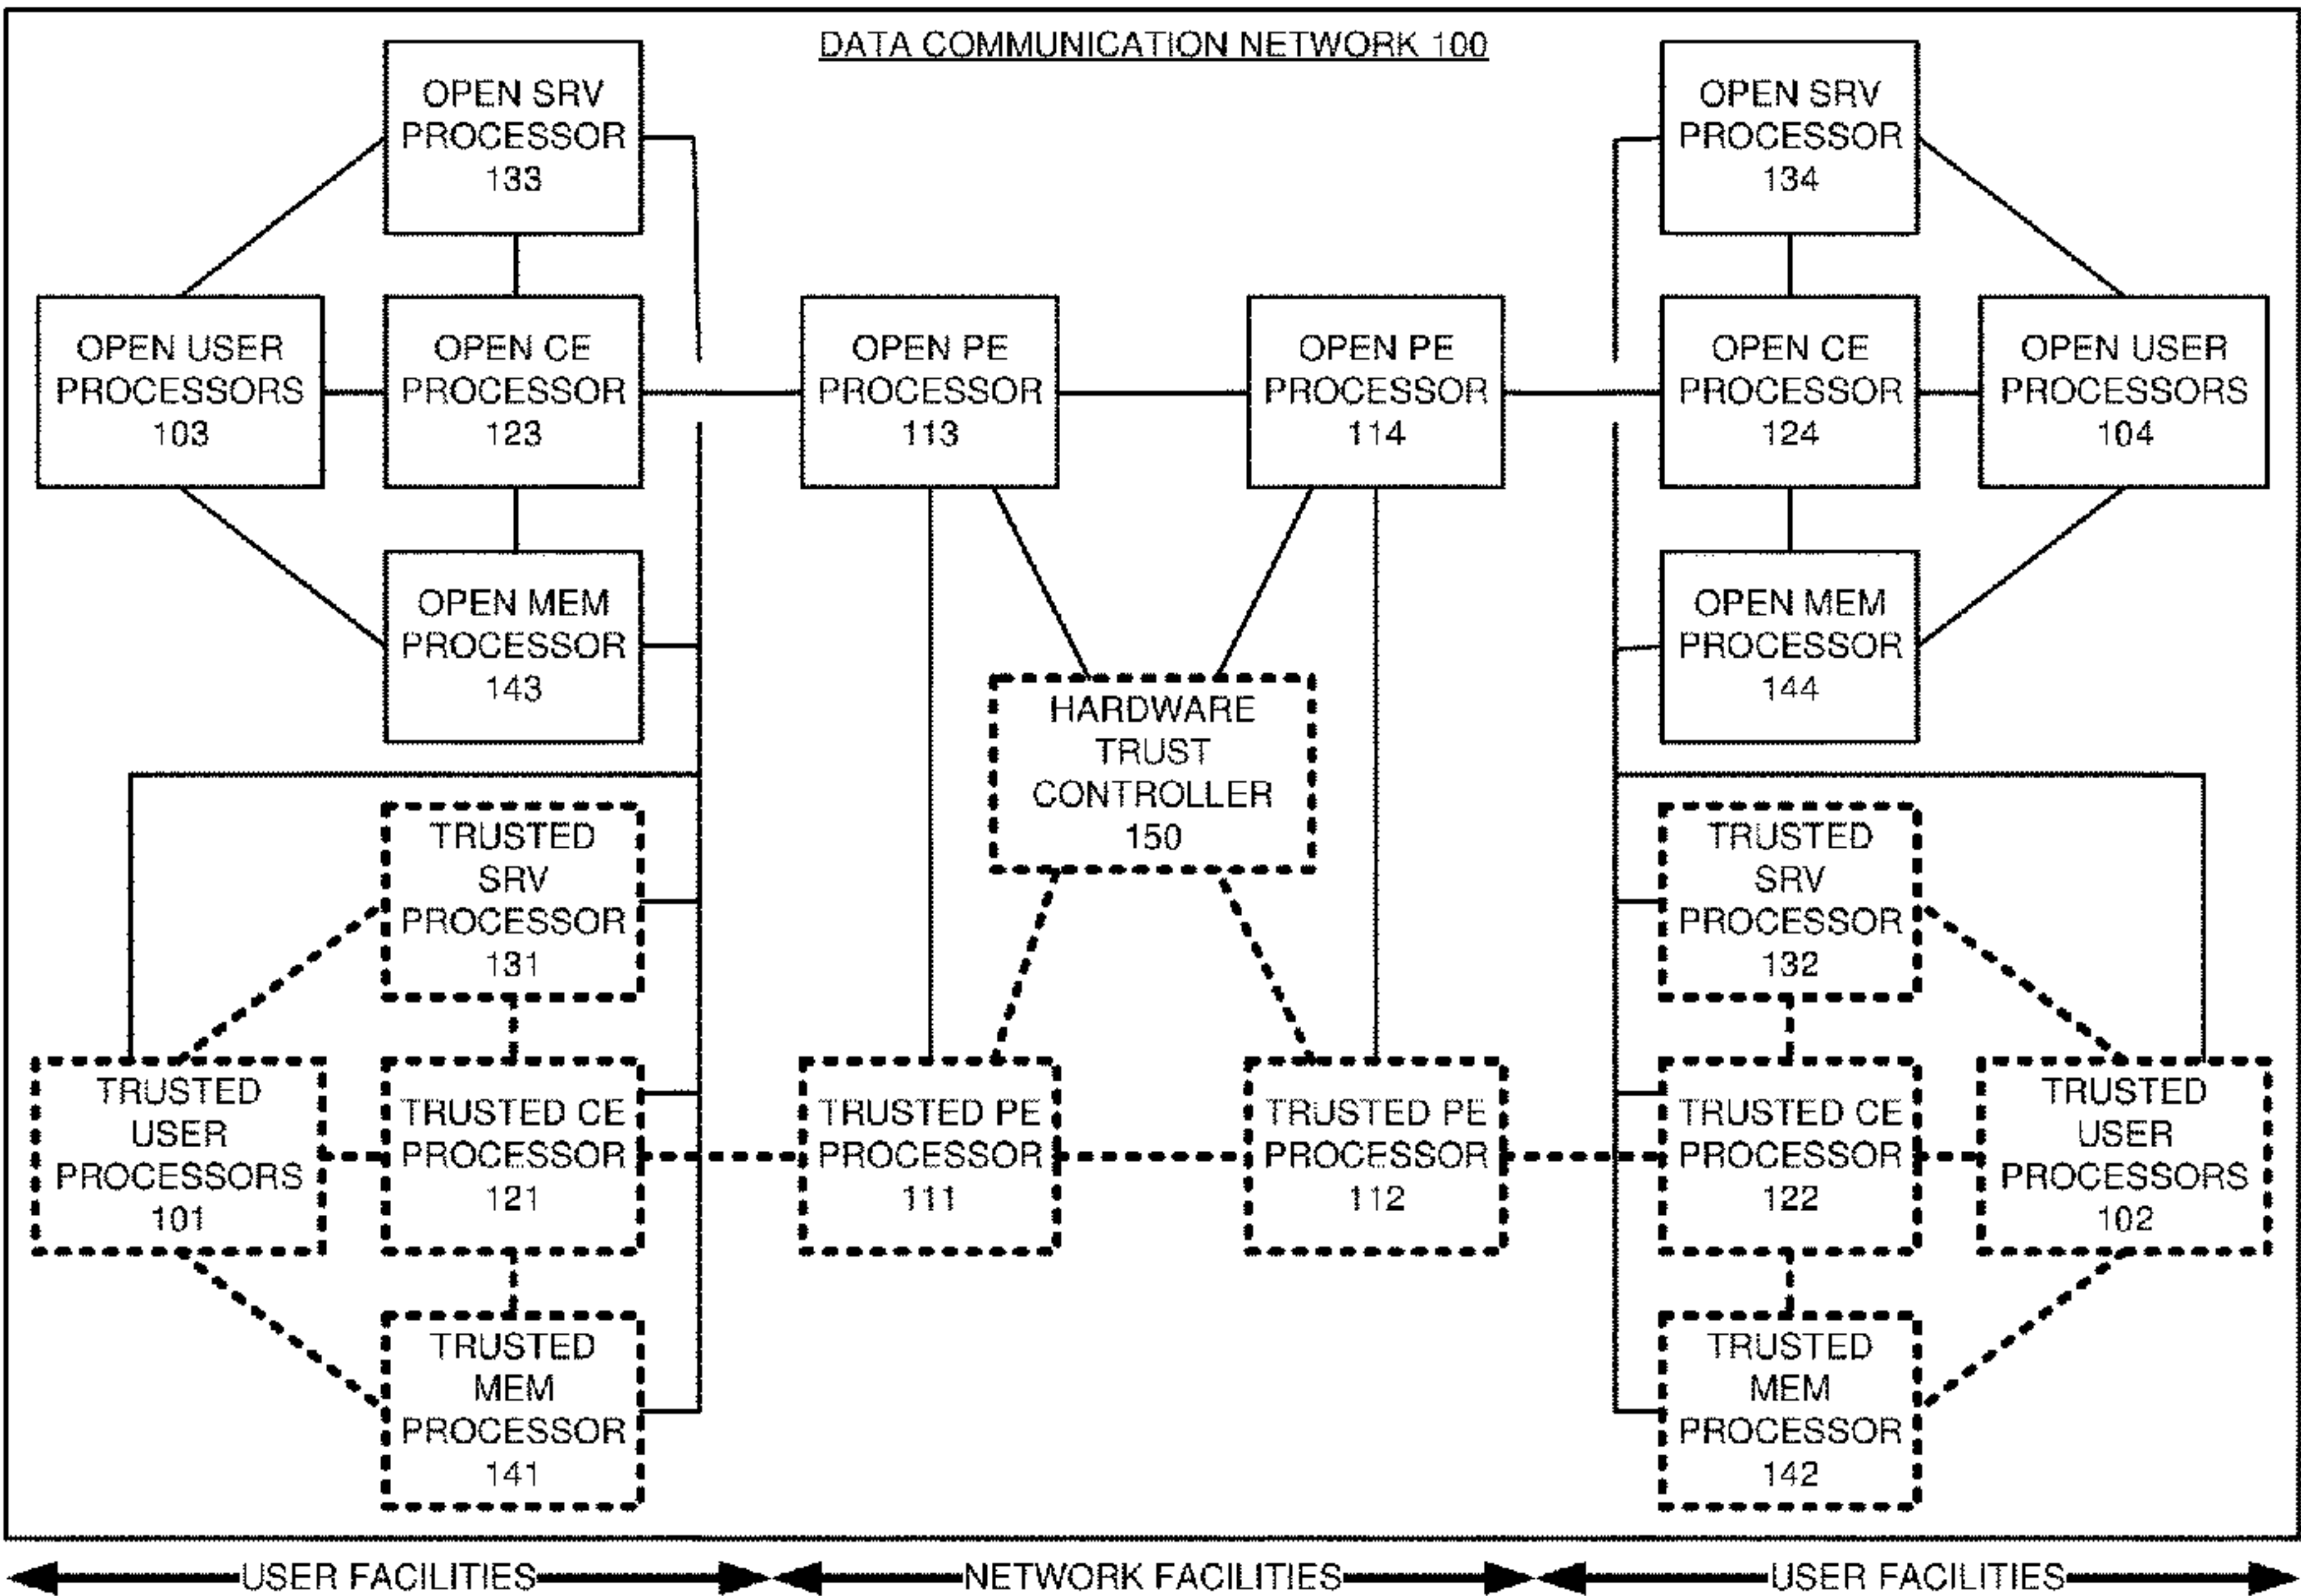 DATA COMMUNICATION NETWORK 100
OPEN SRV
PROCESSOR
133
OPEN SRV
PROCESSOR
134
OPEN USER
PROCESSORS
103
OPEN CE
PROCESSOR
123
OPEN PE
PROCESSOR
113
OPEN PE
PROCESSOR
114
OPEN CE
PROCESSOR
124
OPEN USER
PROCESSORS
104
OPEN MEM
PROCESSOR
143
OPEN MEM
PROCESSOR
144
HARDWARE
TRUST
CONTROLLER
150
TRUSTED
SRV
PROCESSOR
131
TRUSTED
SRV
PROCESSOR
132
TRUSTED
USER
PROCESSORS
101
TRUSTED CE
PROCESSOR
121
TRUSTED PE
PROCESSOR
111
TRUSTED PE
PROCESSOR
112
TRUSTED CE
PROCESSOR
122
TRUSTED
USER
PROCESSORS
102
TRUSTED
MEM
PROCESSOR
141
TRUSTED
MEM
PROCESSOR
142
USER FACILITIES
NETWORK FACILITIES
USER FACILITIES